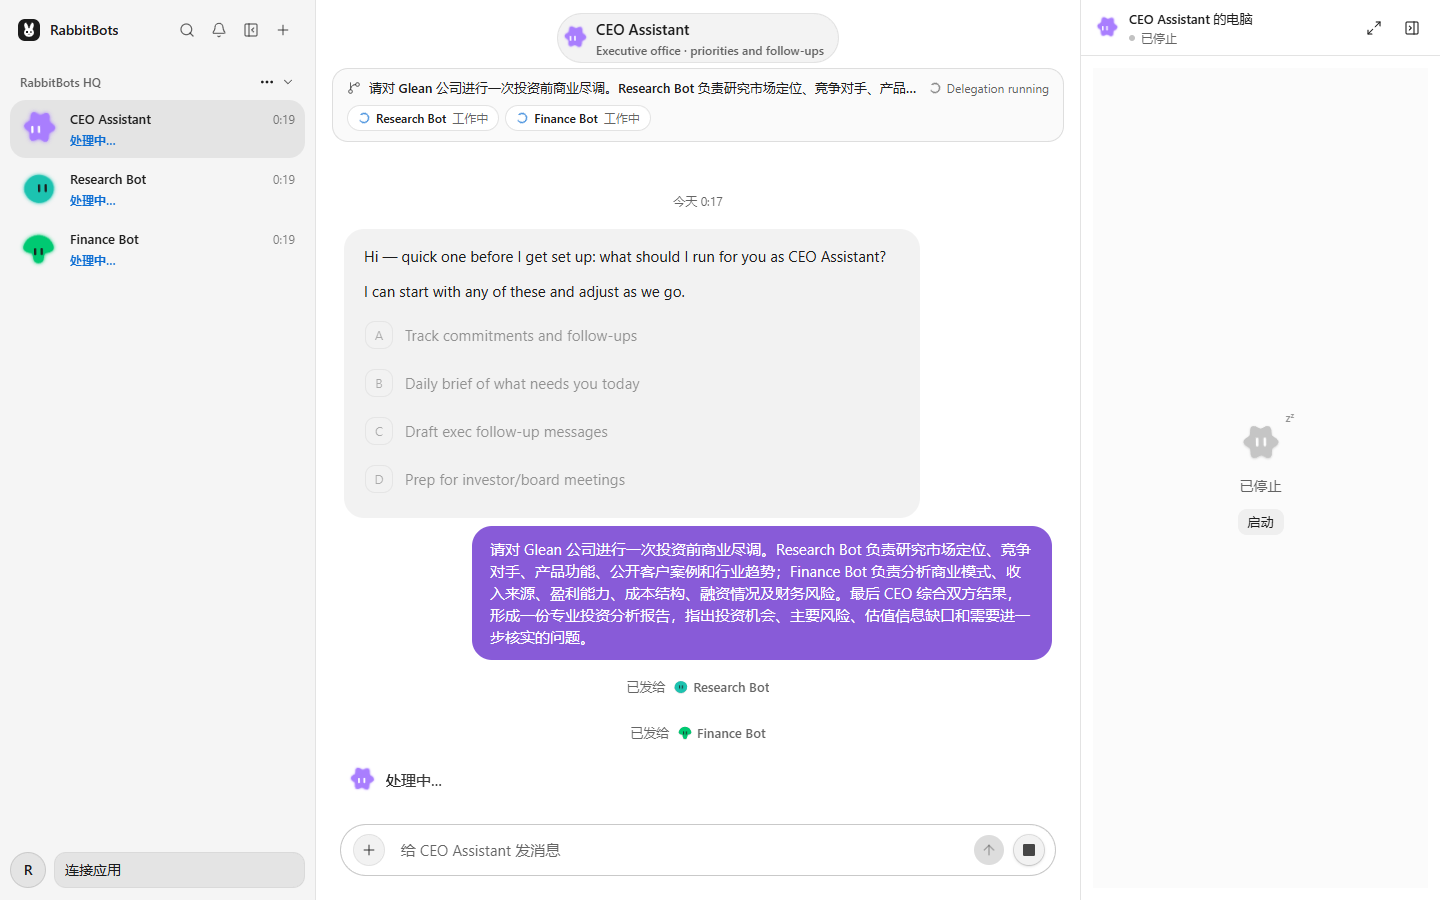 RabbitBots
RabbitBots HQ
CEO Assistant 0:19
处理中...
Research Bot 0:19
处理中...
Finance Bot 0:19
处理中...
R
连接应用
CEO Assistant
Executive office · priorities and follow-ups
请对 Glean 公司进行一次投资前商业尽调。Research Bot 负责研究市场定位、竞争对手、产品... Delegation running
Research Bot 工作中 Finance Bot 工作中
今天 0:17
Hi — quick one before I get set up: what should I run for you as CEO Assistant?
I can start with any of these and adjust as we go.
A Track commitments and follow-ups
B Daily brief of what needs you today
C Draft exec follow-up messages
D Prep for investor/board meetings
请对 Glean 公司进行一次投资前商业尽调。Research Bot 负责研究市场定位、竞争
对手、产品功能、公开客户案例和行业趋势；Finance Bot 负责分析商业模式、收
入来源、盈利能力、成本结构、融资情况及财务风险。最后 CEO 综合双方结果，
形成一份专业投资分析报告，指出投资机会、主要风险、估值信息缺口和需要进一
步核实的问题。
已发给 Research Bot
已发给 Finance Bot
处理中...
给 CEO Assistant 发消息
CEO Assistant 的电脑
已停止
zz
已停止
启动